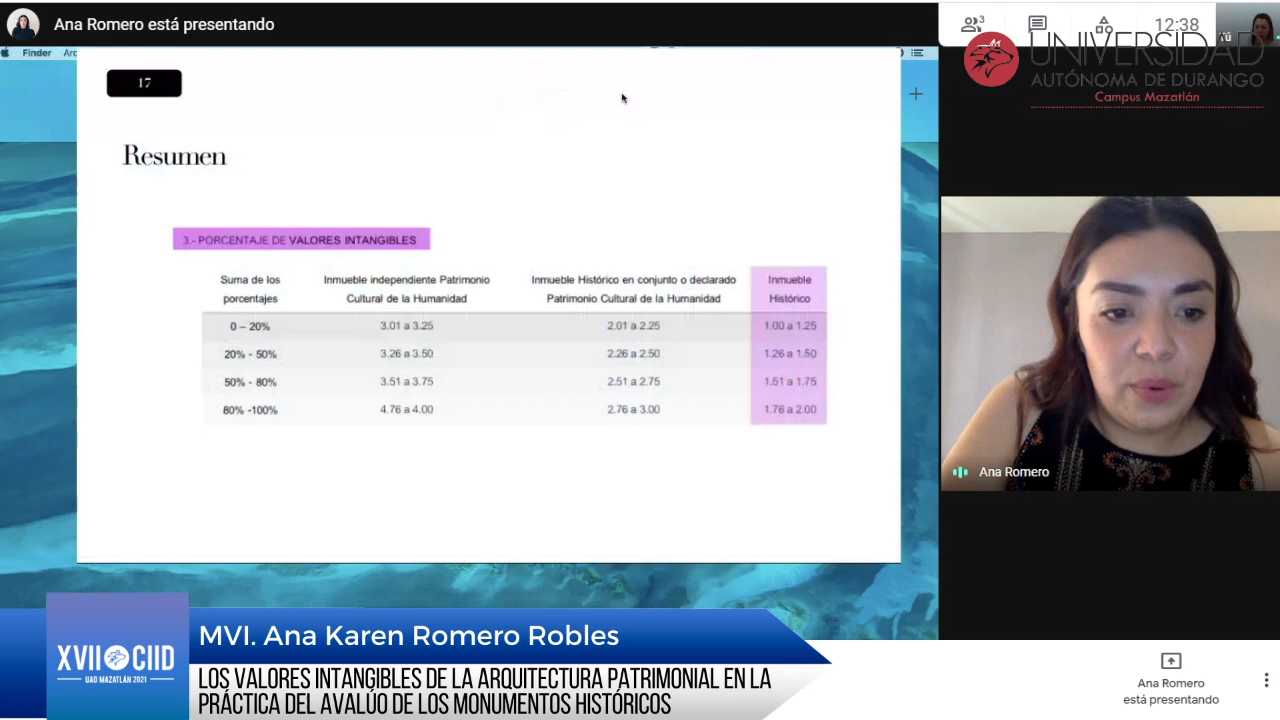 Ana Romero está presentando
3
12:38
Tú
Finder Arc
UNIVERSIDAD
AUTÓNOMA DE DURANGO
Campus Mazatlán
17
Resumen
3.- PORCENTAJE DE VALORES INTANGIBLES
Suma de los porcentajes
Inmueble independiente Patrimonio Cultural de la Humanidad
Inmueble Histórico en conjunto o declarado Patrimonio Cultural de la Humanidad
Inmueble Histórico
0 – 20% 3.01 a 3.25 2.01 a 2.25 1.00 a 1.25
20% - 50% 3.26 a 3.50 2.26 a 2.50 1.26 a 1.50
50% - 80% 3.51 a 3.75 2.51 a 2.75 1.51 a 1.75
80% -100% 4.76 a 4.00 2.76 a 3.00 1.76 a 2.00
Ana Romero
XVII CIID
UAD MAZATLÁN 2021
MVI. Ana Karen Romero Robles
LOS VALORES INTANGIBLES DE LA ARQUITECTURA PATRIMONIAL EN LA
PRÁCTICA DEL AVALÚO DE LOS MONUMENTOS HISTÓRICOS
Ana Romero
está presentando